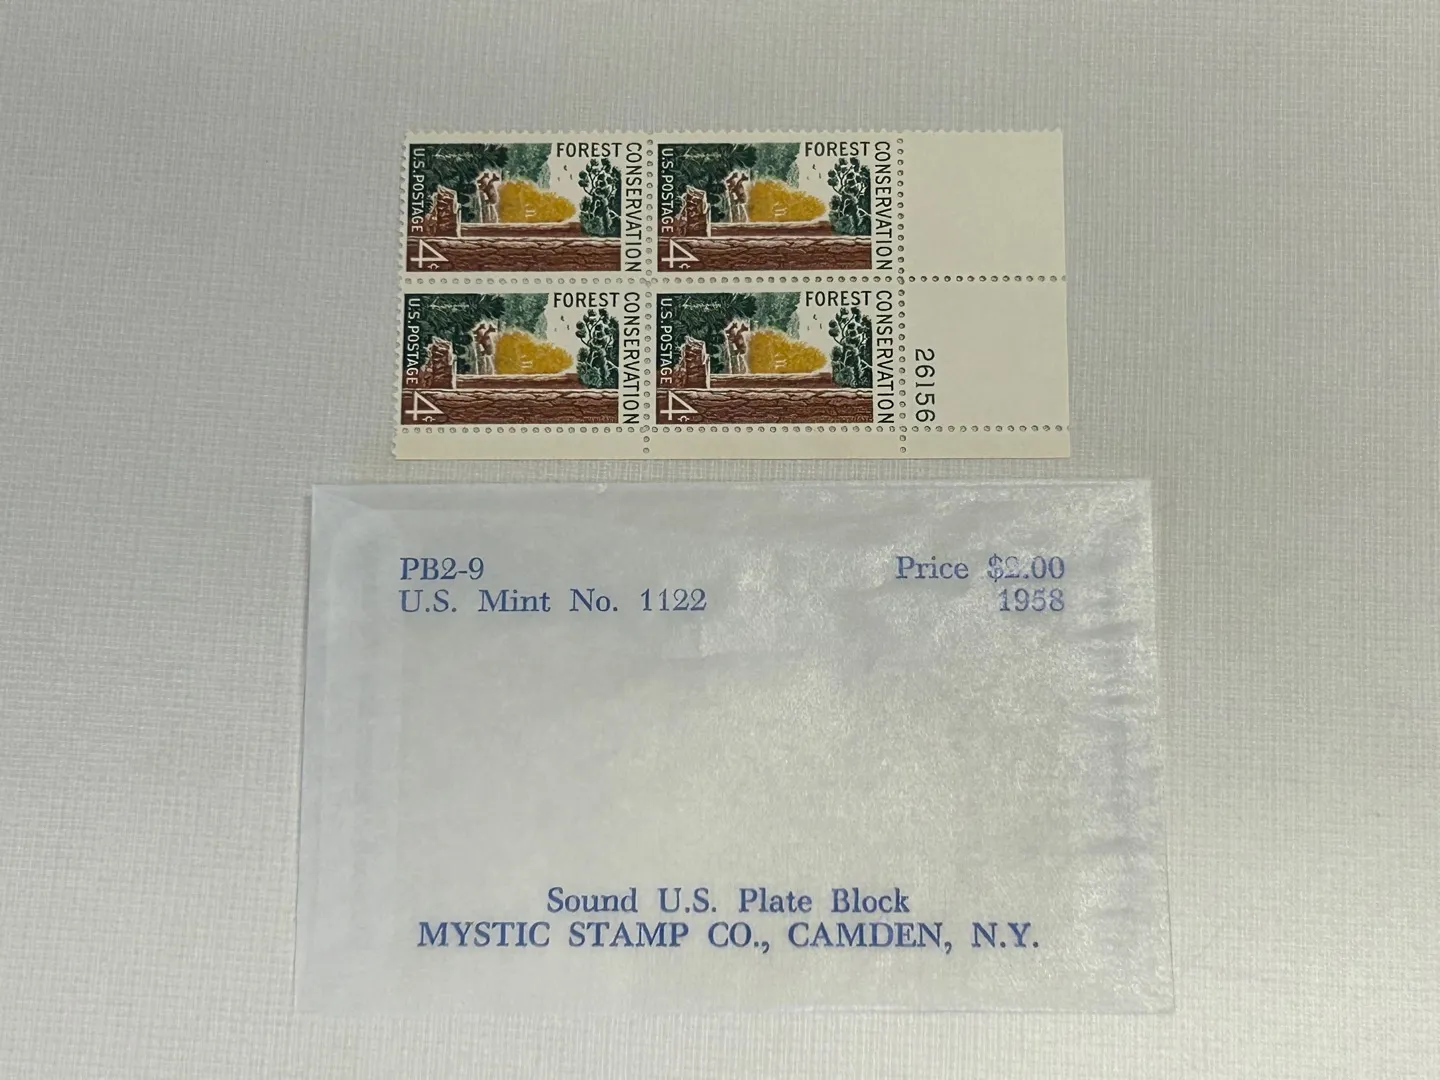 U.S. POSTAGE 4¢ FOREST CONSERVATION
U.S. POSTAGE 4¢ FOREST CONSERVATION
U.S. POSTAGE 4¢ FOREST CONSERVATION
U.S. POSTAGE 4¢ FOREST CONSERVATION
26156
PB2-9 Price $2.00
U.S. Mint No. 1122 1958
Sound U.S. Plate Block
MYSTIC STAMP CO., CAMDEN, N.Y.